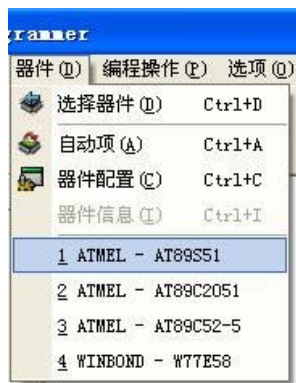 grammer
器件(D) 编程操作(P) 选项(O)
选择器件(D) Ctrl+D
自动项(A) Ctrl+A
器件配置(C) Ctrl+C
器件信息(I) Ctrl+I
1 ATMEL - AT89S51
2 ATMEL - AT89C2051
3 ATMEL - AT89C52-5
4 WINBOND - W77E58